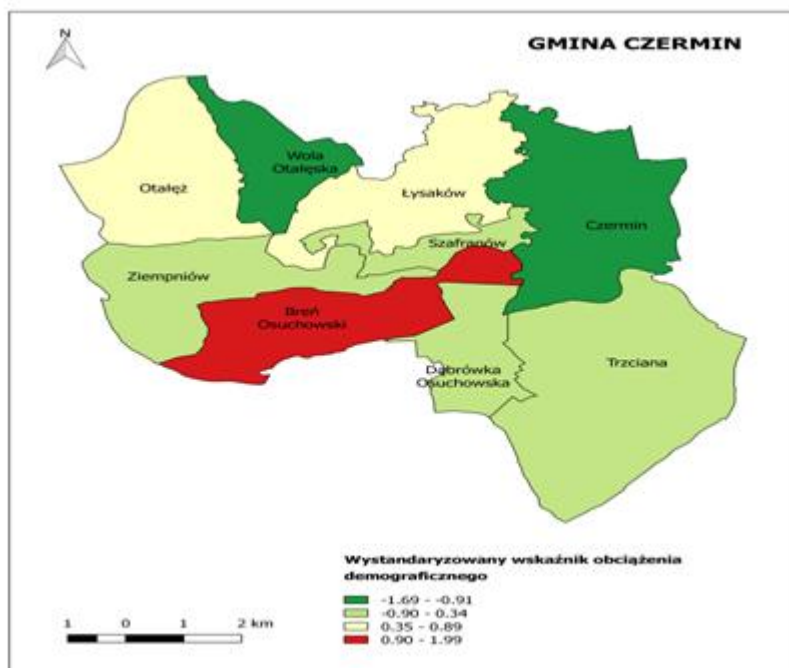 N
GMINA CZERMIN
Wola
Otałęska
Otałęż
Łysaków
Czermin
Szafranów
Ziempniów
Breń
Osuchowski
Dąbrówka
Osuchowska
Trzciana
Wystandaryzowany wskaźnik obciążenia
demograficznego
-1.69 - -0.91
-0.90 - 0.34
0.35 - 0.89
0.90 - 1.99
1 0 1 2 km